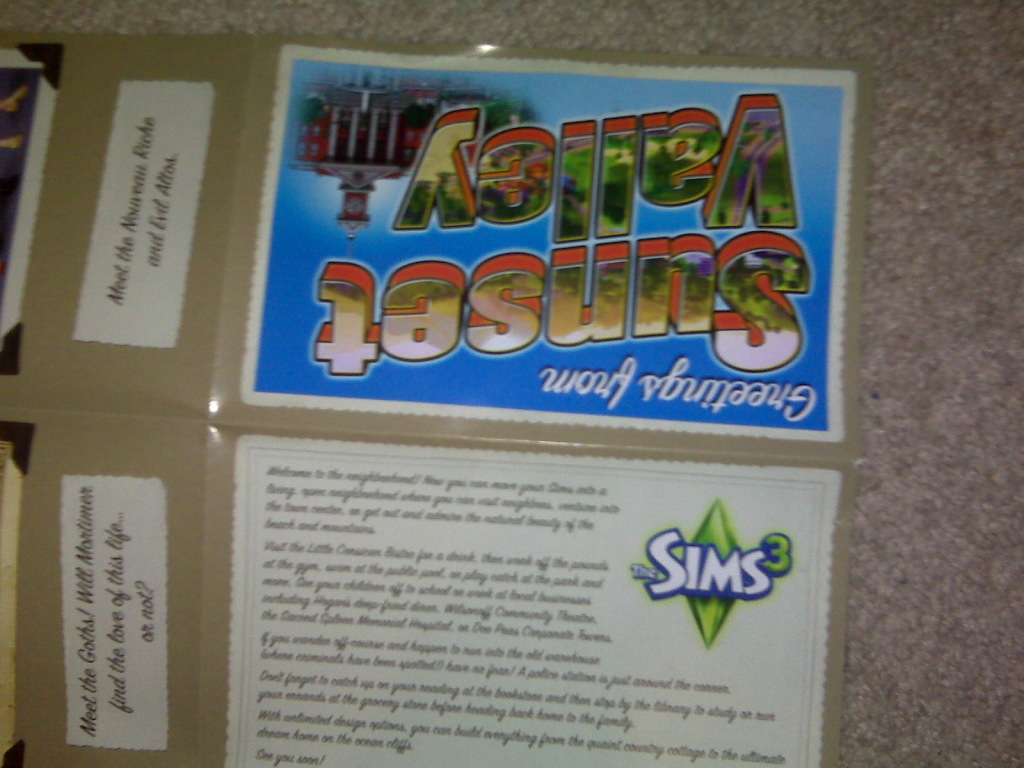 Greetings from
Sunset
Valley
The SIMS 3
Welcome to the neighborhood! Now you can move your Sims into a
living, open neighborhood where you can visit neighbors, venture into
the town center, or get out and admire the natural beauty of the
beach and mountains.
Visit the Little Corsican Bistro for a drink, then work off the pounds
at the gym, swim at the public pool, or play catch at the park and
more. See your children off to school or work at local businesses
including Hogan's deep-fried diner, Wilsonoff Community Theatre,
the Sacred Spleen Memorial Hospital, or Doo Peas Corporate Towers.
If you wander off-course and happen to run into the old warehouse
(where criminals have been spotted!) have no fear! A police station is just around the corner.
Don't forget to catch up on your reading at the bookstore and then stop by the library to study or run
your errands at the grocery store before heading back home to the family.
With unlimited design options, you can build everything from the quaint country cottage to the ultimate
dream home on the ocean cliffs.
See you soon!
Meet the Nouveau Riche
and Evil Altos.
Meet the Goths! Will Mortimer
find the love of this life...
or not?